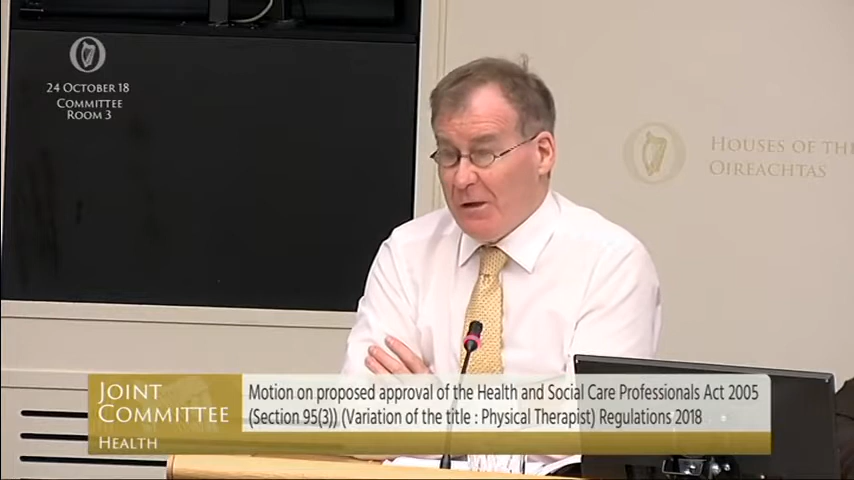 24 October 18
Committee
Room 3
Houses of the
Oireachtas
Joint
Committee
Health
Motion on proposed approval of the Health and Social Care Professionals Act 2005
(Section 95(3)) (Variation of the title : Physical Therapist) Regulations 2018